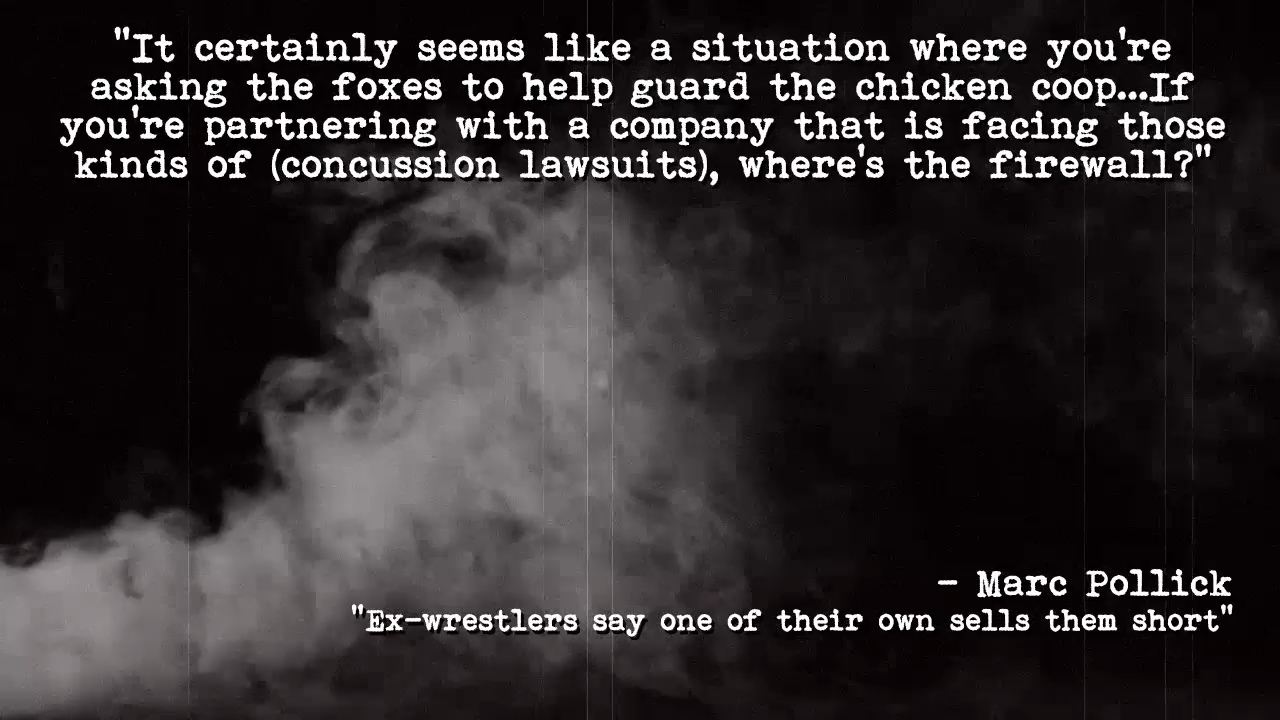 "It certainly seems like a situation where you're
asking the foxes to help guard the chicken coop...If
you're partnering with a company that is facing those
kinds of (concussion lawsuits), where's the firewall?"
- Marc Pollick
"Ex-wrestlers say one of their own sells them short"